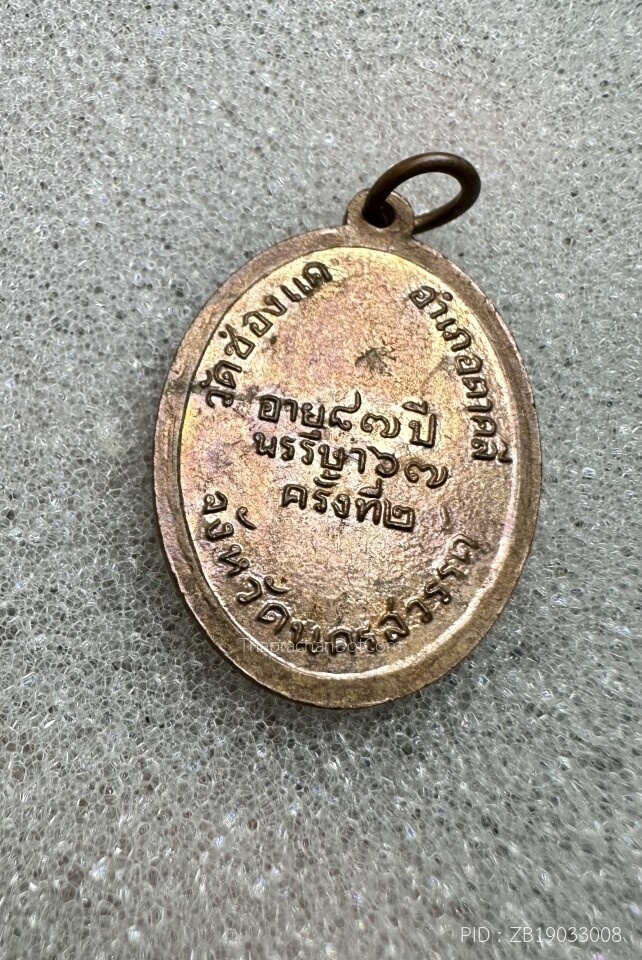 วัดช่องแค
อำเภอตาคลี
อายุ๘๗ปี
พรรีษา๖๗
ครั้งที่๒
จังหวัดนครสวรรค์
ThaprachanDot.Com
PID : ZB19033008